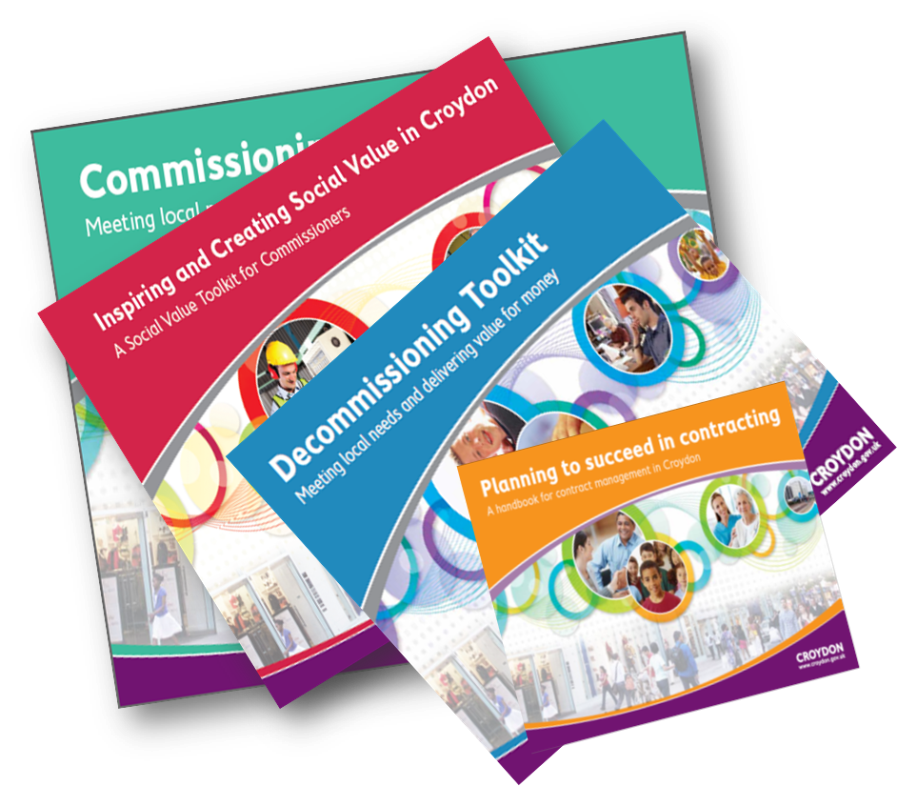 Commissioni
Meeting local
Inspiring and Creating Social Value in Croydon
A Social Value Toolkit for Commissioners
Decommissioning Toolkit
Meeting local needs and delivering value for money
CROYDON
www.croydon.gov.uk
Planning to succeed in contracting
A handbook for contract management in Croydon
CROYDON
www.croydon.gov.uk